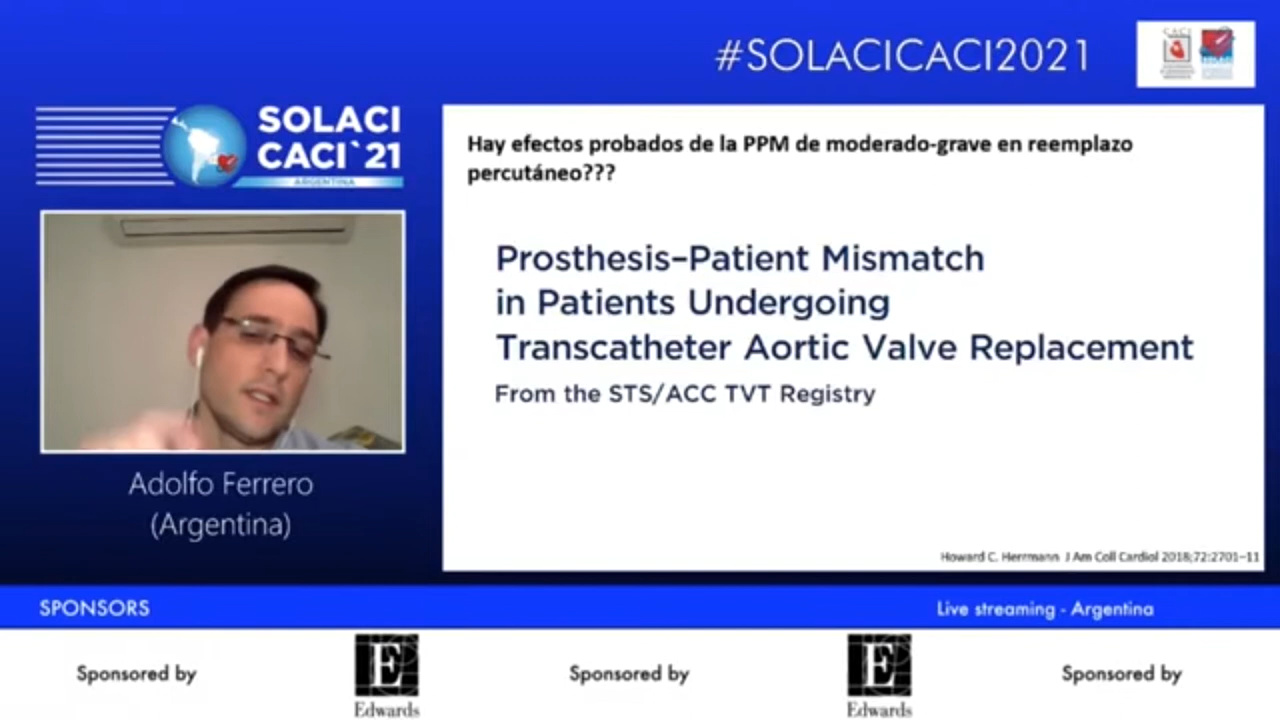 #SOLACICACI2021
CACI
SOLACI
SOLACI
CACI`21
ARGENTINA
Hay efectos probados de la PPM de moderado-grave en reemplazo
percutáneo???
Prosthesis–Patient Mismatch
in Patients Undergoing
Transcatheter Aortic Valve Replacement
From the STS/ACC TVT Registry
Adolfo Ferrero
(Argentina)
Howard C. Herrmann J Am Coll Cardiol 2018;72:2701–11
SPONSORS
Live streaming - Argentina
Sponsored by
E
Edwards
Sponsored by
E
Edwards
Sponsored by